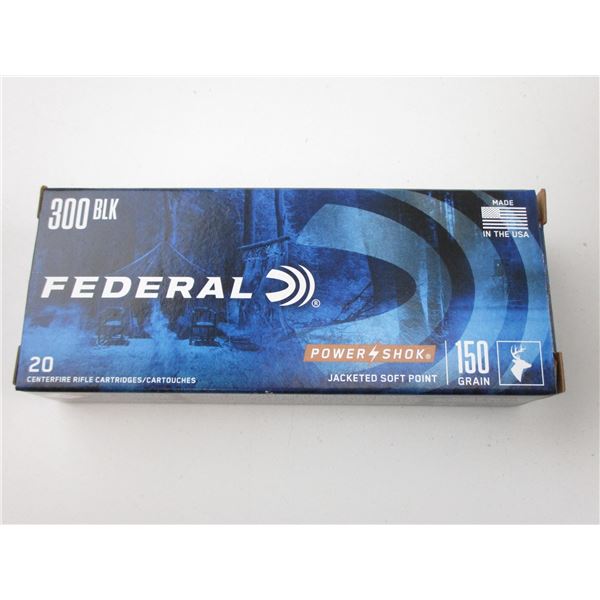 300 BLK
MADE
IN THE USA
FEDERAL ®
POWER SHOK®
JACKETED SOFT POINT
150
GRAIN
20
CENTERFIRE RIFLE CARTRIDGES/CARTOUCHES